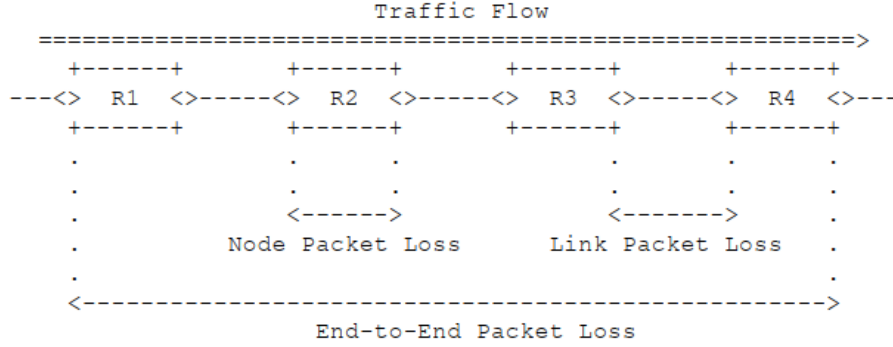 Traffic Flow
========================================================>
+------+       +------+       +------+       +------+
---<>  R1  <>-----<>  R2  <>-----<>  R3  <>-----<>  R4  <>---
+------+       +------+       +------+       +------+
.              .      .              .       .      .
.              .      .              .       .      .
.              <------>              <------->      .
.          Node Packet Loss      Link Packet Loss   .
.                                                   .
<--------------------------------------------------->
End-to-End Packet Loss